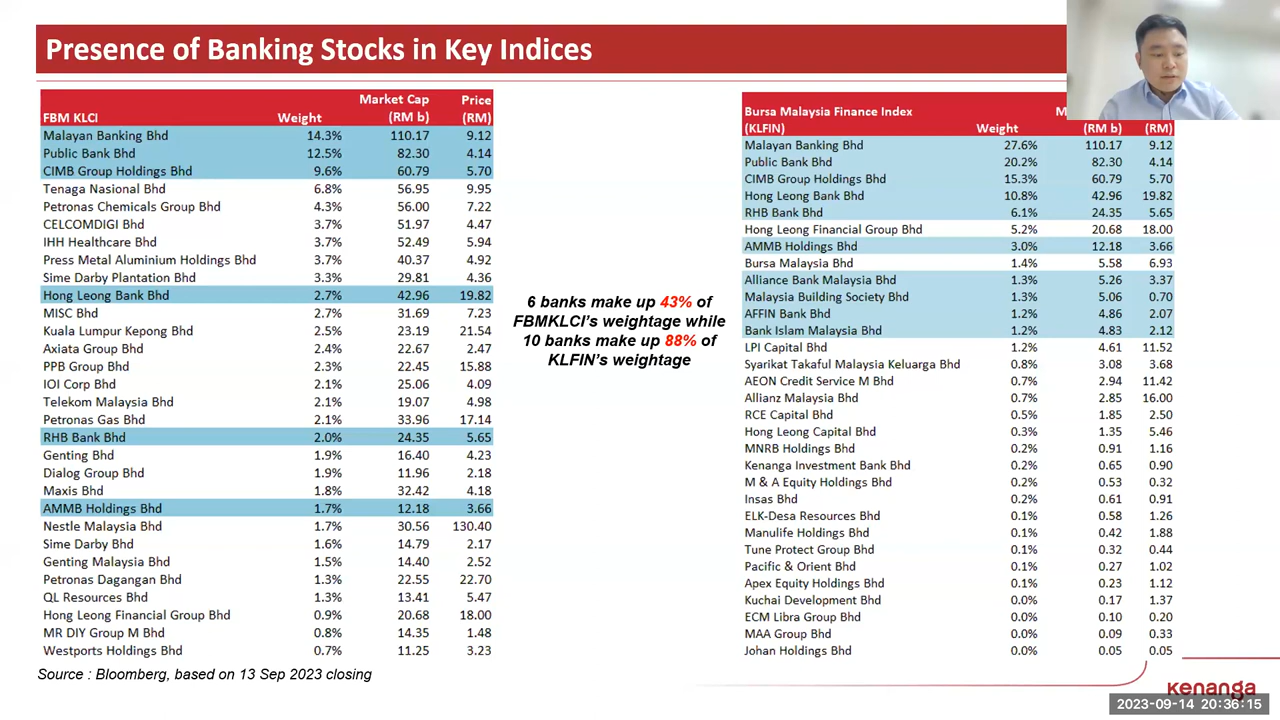 Presence of Banking Stocks in Key Indices
Market Cap Price
FBM KLCI Weight (RM b) (RM)
Malayan Banking Bhd 14.3% 110.17 9.12
Public Bank Bhd 12.5% 82.30 4.14
CIMB Group Holdings Bhd 9.6% 60.79 5.70
Tenaga Nasional Bhd 6.8% 56.95 9.95
Petronas Chemicals Group Bhd 4.3% 56.00 7.22
CELCOMDIGI Bhd 3.7% 51.97 4.47
IHH Healthcare Bhd 3.7% 52.49 5.94
Press Metal Aluminium Holdings Bhd 3.7% 40.37 4.92
Sime Darby Plantation Bhd 3.3% 29.81 4.36
Hong Leong Bank Bhd 2.7% 42.96 19.82
MISC Bhd 2.7% 31.69 7.23
Kuala Lumpur Kepong Bhd 2.5% 23.19 21.54
Axiata Group Bhd 2.4% 22.67 2.47
PPB Group Bhd 2.3% 22.45 15.88
IOI Corp Bhd 2.1% 25.06 4.09
Telekom Malaysia Bhd 2.1% 19.07 4.98
Petronas Gas Bhd 2.1% 33.96 17.14
RHB Bank Bhd 2.0% 24.35 5.65
Genting Bhd 1.9% 16.40 4.23
Dialog Group Bhd 1.9% 11.96 2.18
Maxis Bhd 1.8% 32.42 4.18
AMMB Holdings Bhd 1.7% 12.18 3.66
Nestle Malaysia Bhd 1.7% 30.56 130.40
Sime Darby Bhd 1.6% 14.79 2.17
Genting Malaysia Bhd 1.5% 14.40 2.52
Petronas Dagangan Bhd 1.3% 22.55 22.70
QL Resources Bhd 1.3% 13.41 5.47
Hong Leong Financial Group Bhd 0.9% 20.68 18.00
MR DIY Group M Bhd 0.8% 14.35 1.48
Westports Holdings Bhd 0.7% 11.25 3.23
Source : Bloomberg, based on 13 Sep 2023 closing
6 banks make up 43% of
FBMKLCI's weightage while
10 banks make up 88% of
KLFIN's weightage
Bursa Malaysia Finance Index
(KLFIN) Weight (RM b) (RM)
Malayan Banking Bhd 27.6% 110.17 9.12
Public Bank Bhd 20.2% 82.30 4.14
CIMB Group Holdings Bhd 15.3% 60.79 5.70
Hong Leong Bank Bhd 10.8% 42.96 19.82
RHB Bank Bhd 6.1% 24.35 5.65
Hong Leong Financial Group Bhd 5.2% 20.68 18.00
AMMB Holdings Bhd 3.0% 12.18 3.66
Bursa Malaysia Bhd 1.4% 5.58 6.93
Alliance Bank Malaysia Bhd 1.3% 5.26 3.37
Malaysia Building Society Bhd 1.3% 5.06 0.70
AFFIN Bank Bhd 1.2% 4.86 2.07
Bank Islam Malaysia Bhd 1.2% 4.83 2.12
LPI Capital Bhd 1.2% 4.61 11.52
Syarikat Takaful Malaysia Keluarga Bhd 0.8% 3.08 3.68
AEON Credit Service M Bhd 0.7% 2.94 11.42
Allianz Malaysia Bhd 0.7% 2.85 16.00
RCE Capital Bhd 0.5% 1.85 2.50
Hong Leong Capital Bhd 0.3% 1.35 5.46
MNRB Holdings Bhd 0.2% 0.91 1.16
Kenanga Investment Bank Bhd 0.2% 0.65 0.90
M & A Equity Holdings Bhd 0.2% 0.53 0.32
Insas Bhd 0.2% 0.61 0.91
ELK-Desa Resources Bhd 0.1% 0.58 1.26
Manulife Holdings Bhd 0.1% 0.42 1.88
Tune Protect Group Bhd 0.1% 0.32 0.44
Pacific & Orient Bhd 0.1% 0.27 1.02
Apex Equity Holdings Bhd 0.1% 0.23 1.12
Kuchai Development Bhd 0.0% 0.17 1.37
ECM Libra Group Bhd 0.0% 0.10 0.20
MAA Group Bhd 0.0% 0.09 0.33
Johan Holdings Bhd 0.0% 0.05 0.05
kenanga
2023-09-14 20:36:15